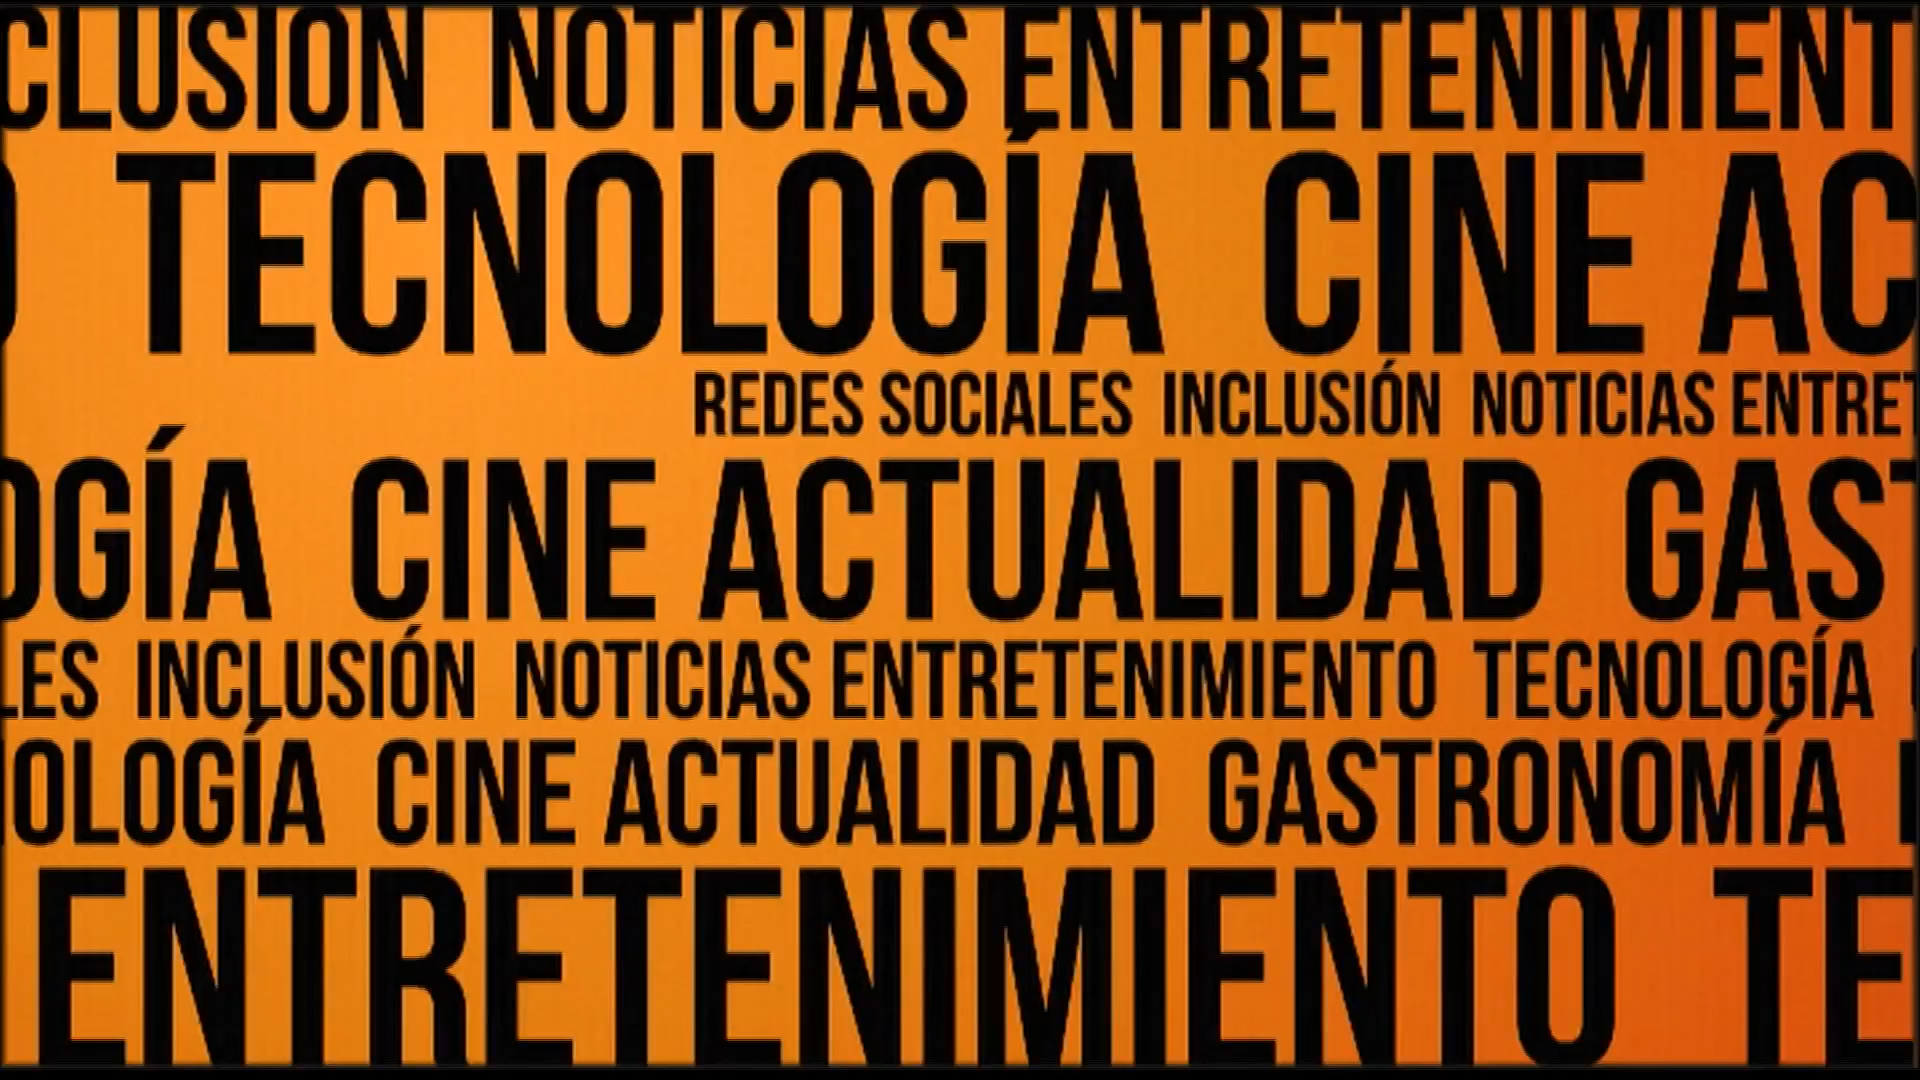 CLUSIÓN NOTICIAS ENTRETENIMIENT
O TECNOLOGÍA CINE AC
REDES SOCIALES INCLUSIÓN NOTICIAS ENTRET
OGÍA CINE ACTUALIDAD GAST
LES INCLUSIÓN NOTICIAS ENTRETENIMIENTO TECNOLOGÍA
OLOGÍA CINE ACTUALIDAD GASTRONOMÍA
ENTRETENIMIENTO TE